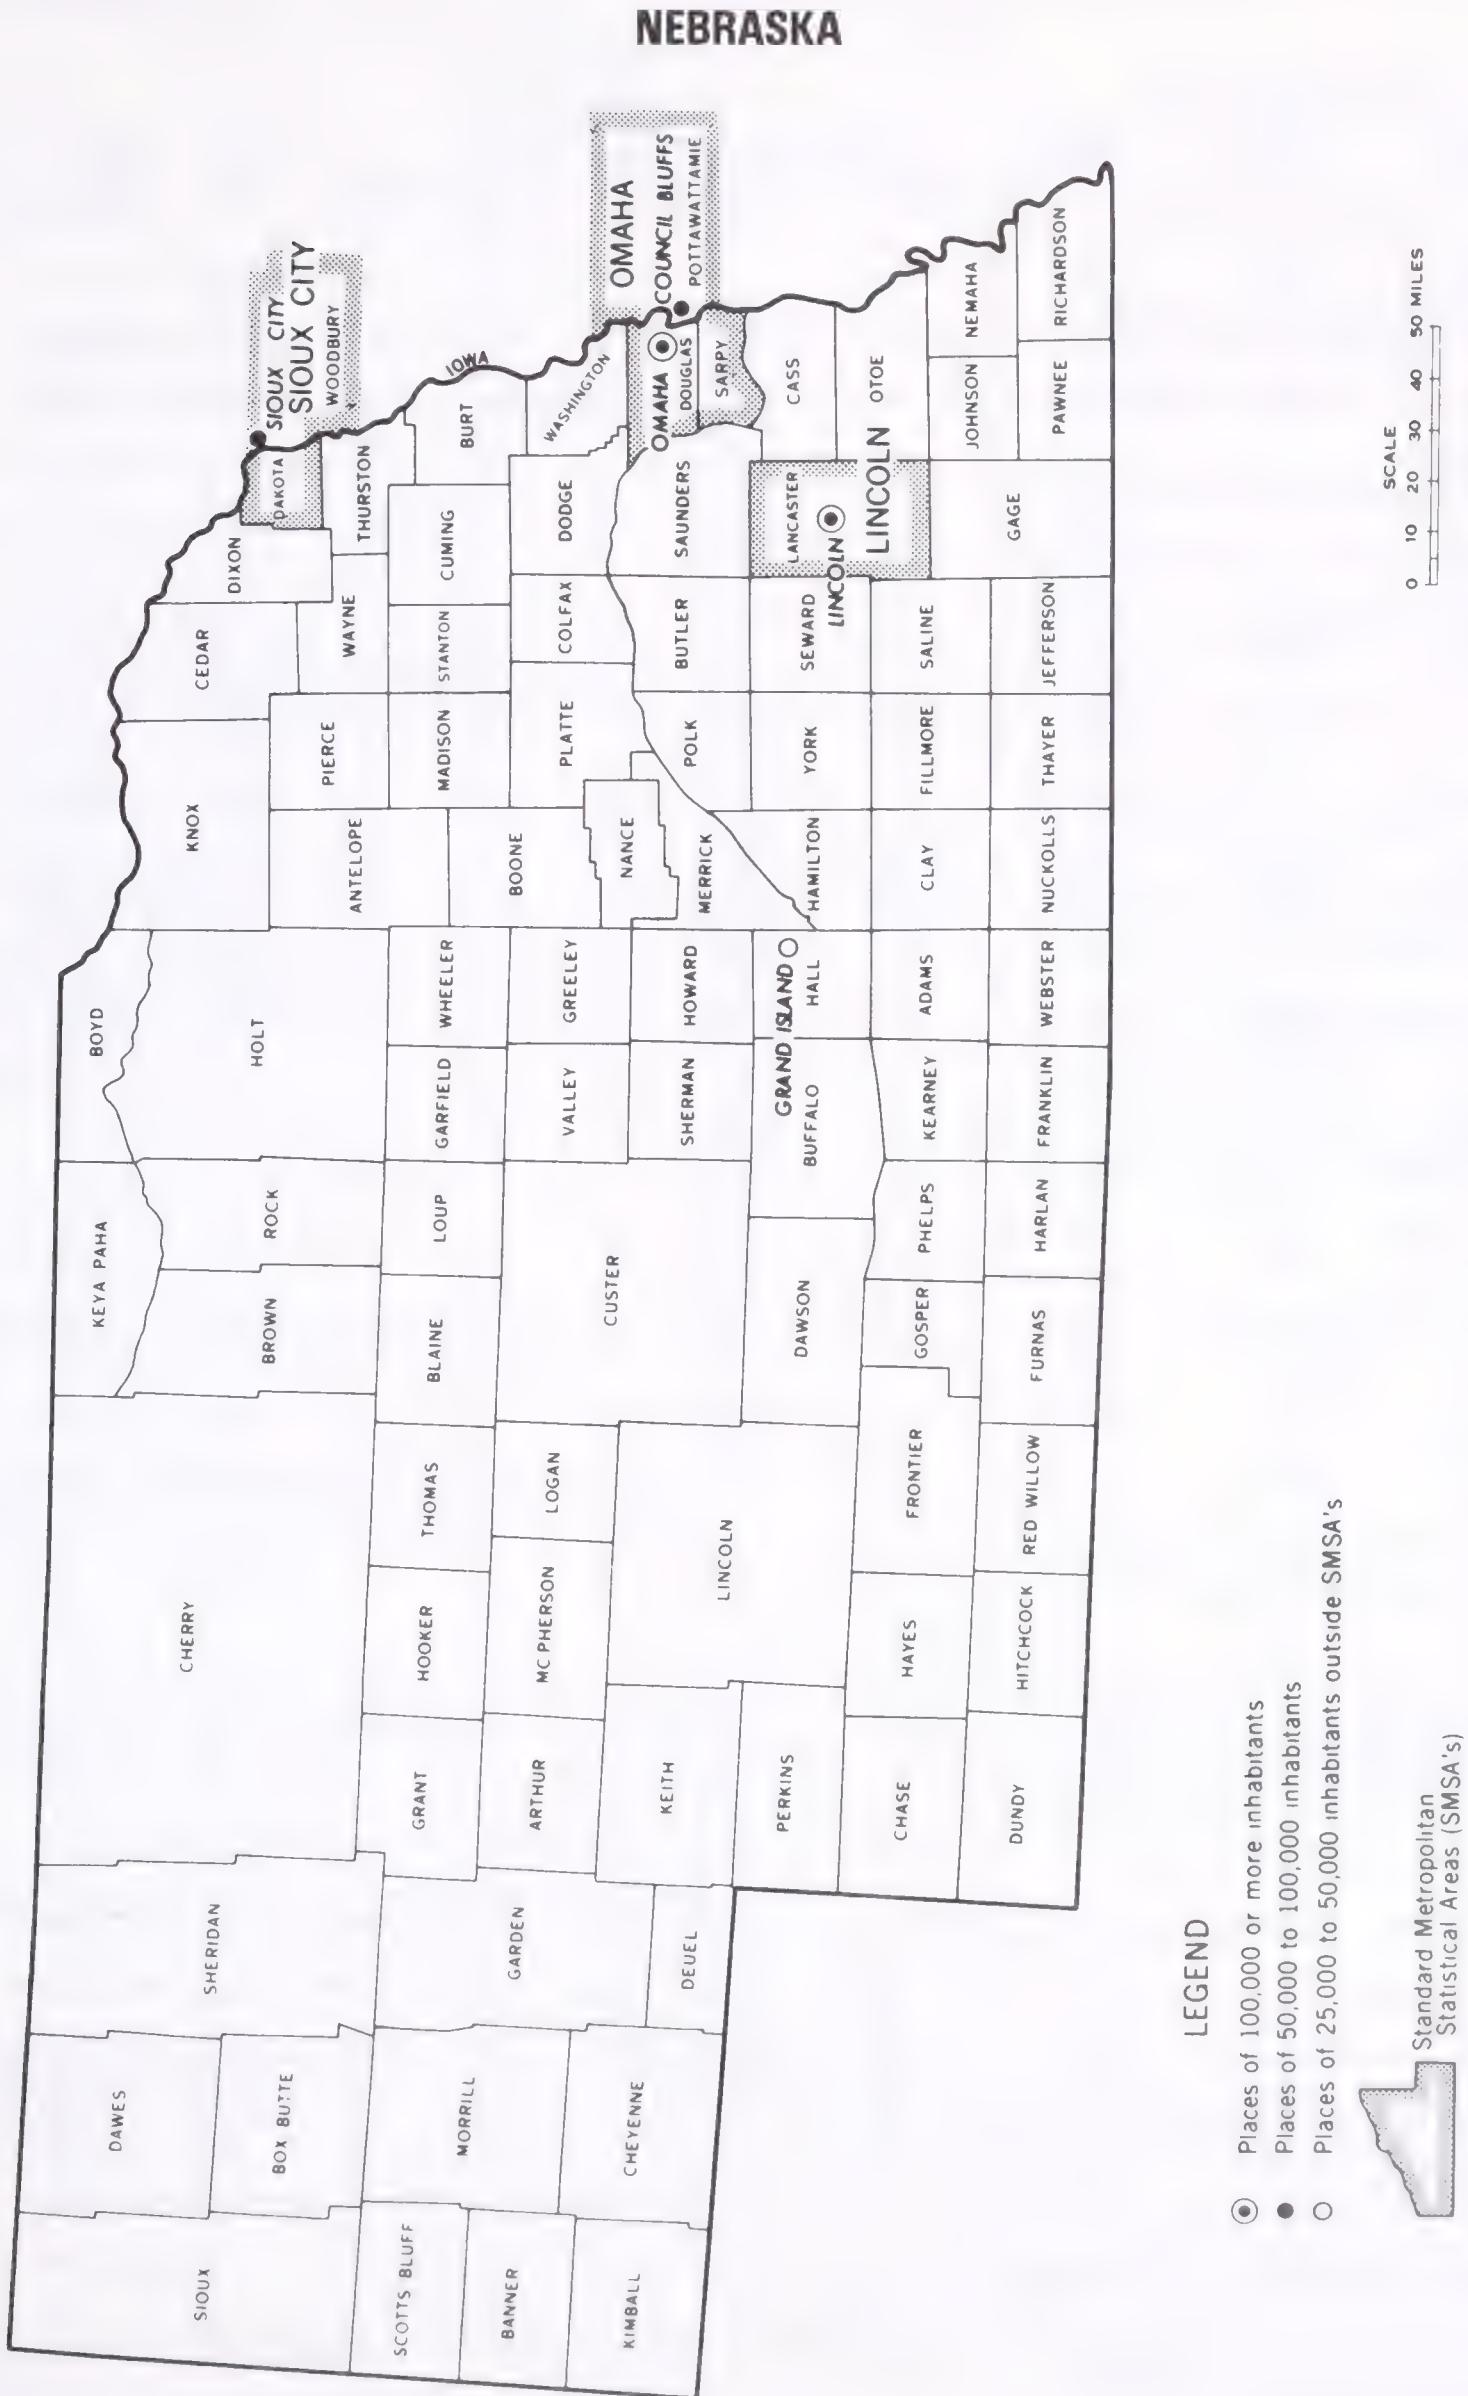 NEBRASKA
SIOUX
DAWES
BOX BUTTE
SHERIDAN
SCOTTS BLUFF
BANNER
KIMBALL
MORRILL
CHEYENNE
GARDEN
DEUEL
CHERRY
KEYA PAHA
BROWN
ROCK
BOYD
HOLT
KNOX
CEDAR
DIXON
DAKOTA
SIOUX CITY
SIOUX CITY
WOODBURY
GRANT
HOOKER
THOMAS
BLAINE
LOUP
GARFIELD
WHEELER
ANTELOPE
PIERCE
WAYNE
THURSTON
MADISON
STANTON
CUMING
BURT
IOWA
ARTHUR
MC PHERSON
LOGAN
CUSTER
VALLEY
GREELEY
BOONE
PLATTE
COLFAX
DODGE
WASHINGTON
OMAHA
COUNCIL BLUFFS
POTTAWATTAMIE
KEITH
LINCOLN
SHERMAN
HOWARD
NANCE
MERRICK
POLK
BUTLER
SAUNDERS
OMAHA
DOUGLAS
SARPY
PERKINS
DAWSON
BUFFALO
GRAND ISLAND
HALL
HAMILTON
YORK
SEWARD
LANCASTER
LINCOLN
LINCOLN
CASS
OTOE
CHASE
HAYES
FRONTIER
GOSPER
PHELPS
KEARNEY
ADAMS
CLAY
FILLMORE
SALINE
GAGE
JOHNSON
NEMAHA
DUNDY
HITCHCOCK
RED WILLOW
FURNAS
HARLAN
FRANKLIN
WEBSTER
NUCKOLLS
THAYER
JEFFERSON
PAWNEE
RICHARDSON
LEGEND
Places of 100,000 or more inhabitants
Places of 50,000 to 100,000 inhabitants
Places of 25,000 to 50,000 inhabitants outside SMSA's
Standard Metropolitan
Statistical Areas (SMSA's)
SCALE
0 10 20 30 40 50 MILES